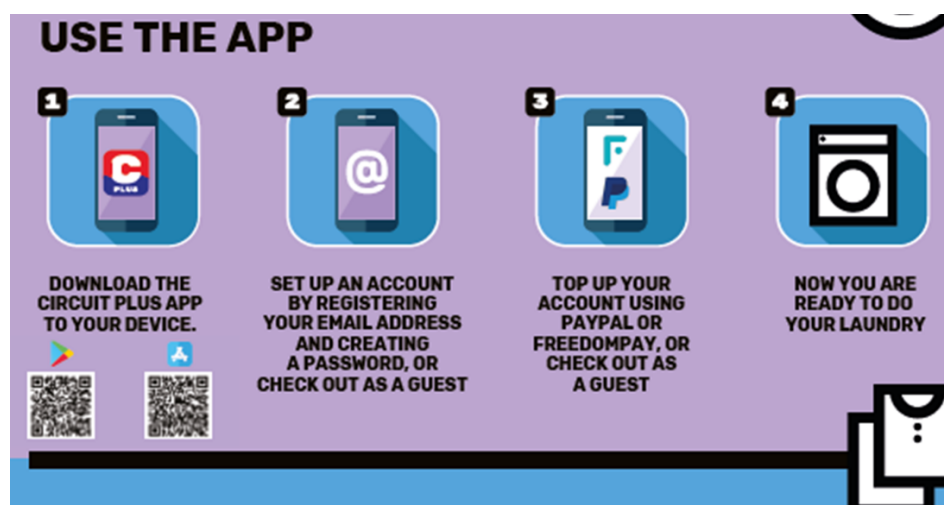 USE THE APP
1
C
PLUS
DOWNLOAD THE
CIRCUIT PLUS APP
TO YOUR DEVICE.
2
@
SET UP AN ACCOUNT
BY REGISTERING
YOUR EMAIL ADDRESS
AND CREATING
A PASSWORD, OR
CHECK OUT AS A GUEST
3
TOP UP YOUR
ACCOUNT USING
PAYPAL OR
FREEDOMPAY, OR
CHECK OUT AS
A GUEST
4
NOW YOU ARE
READY TO DO
YOUR LAUNDRY